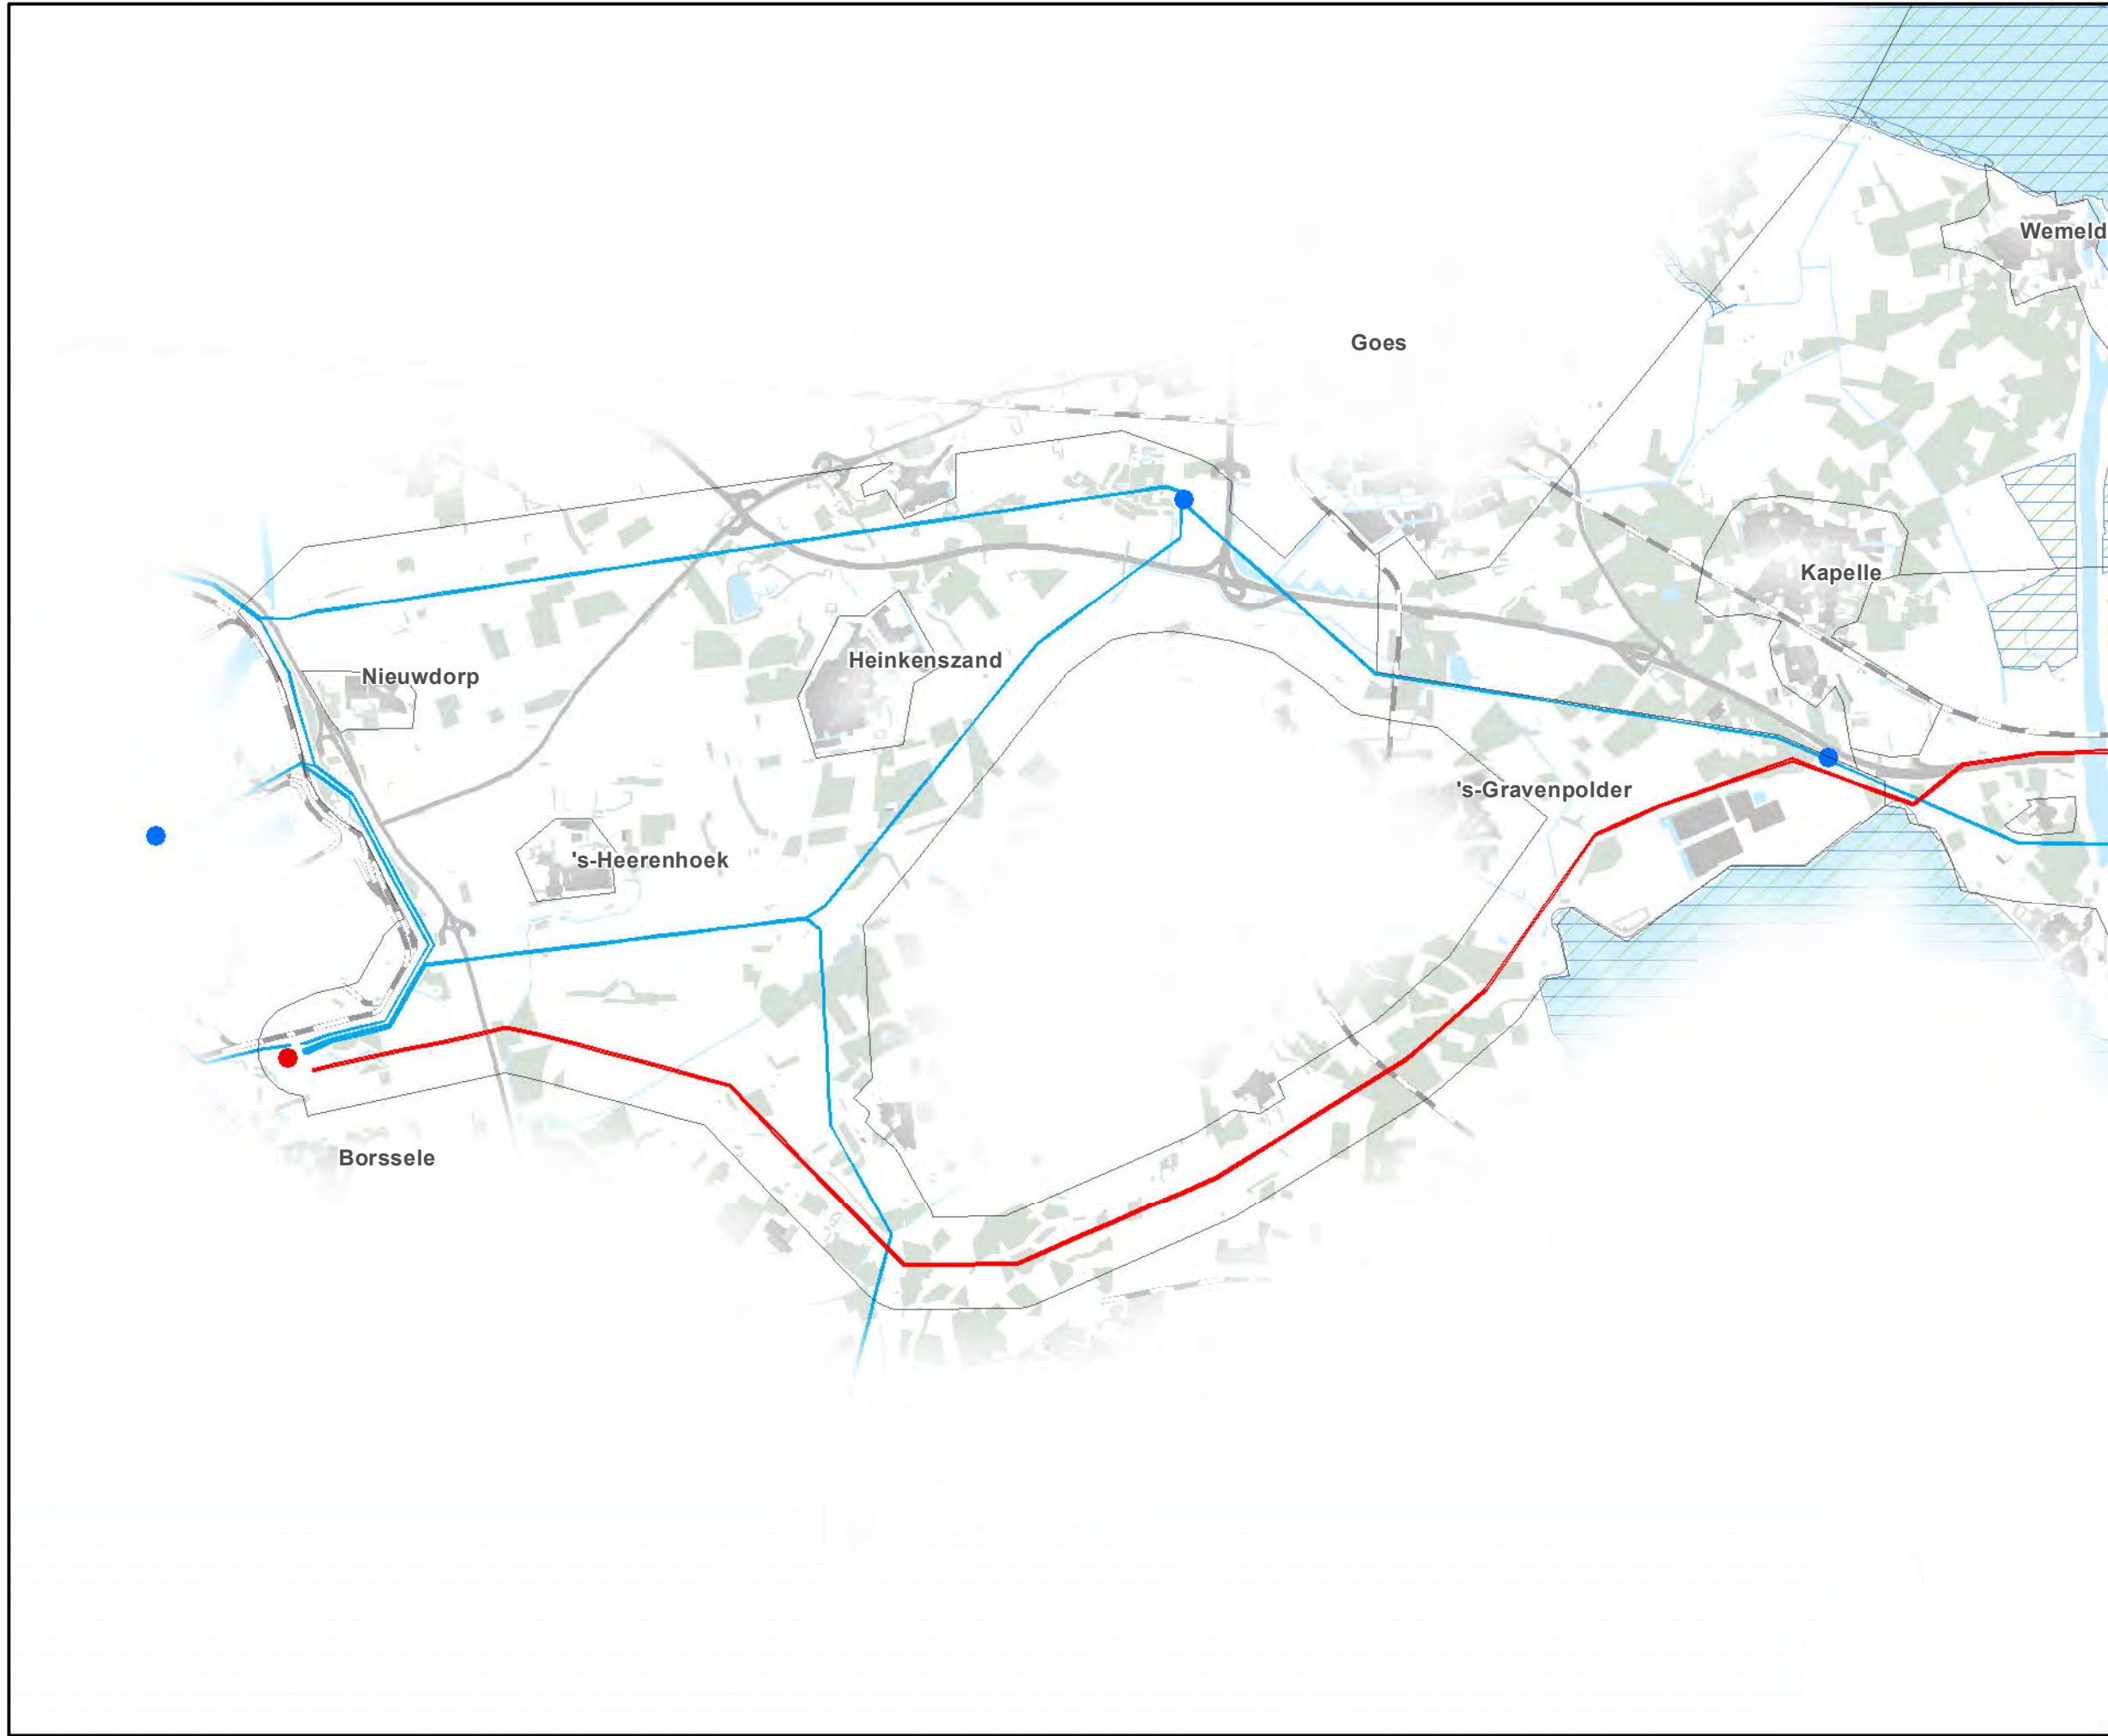 Wemeld
Goes
Kapelle
Heinkenszand
Nieuwdorp
's-Gravenpolder
's-Heerenhoek
Borssele